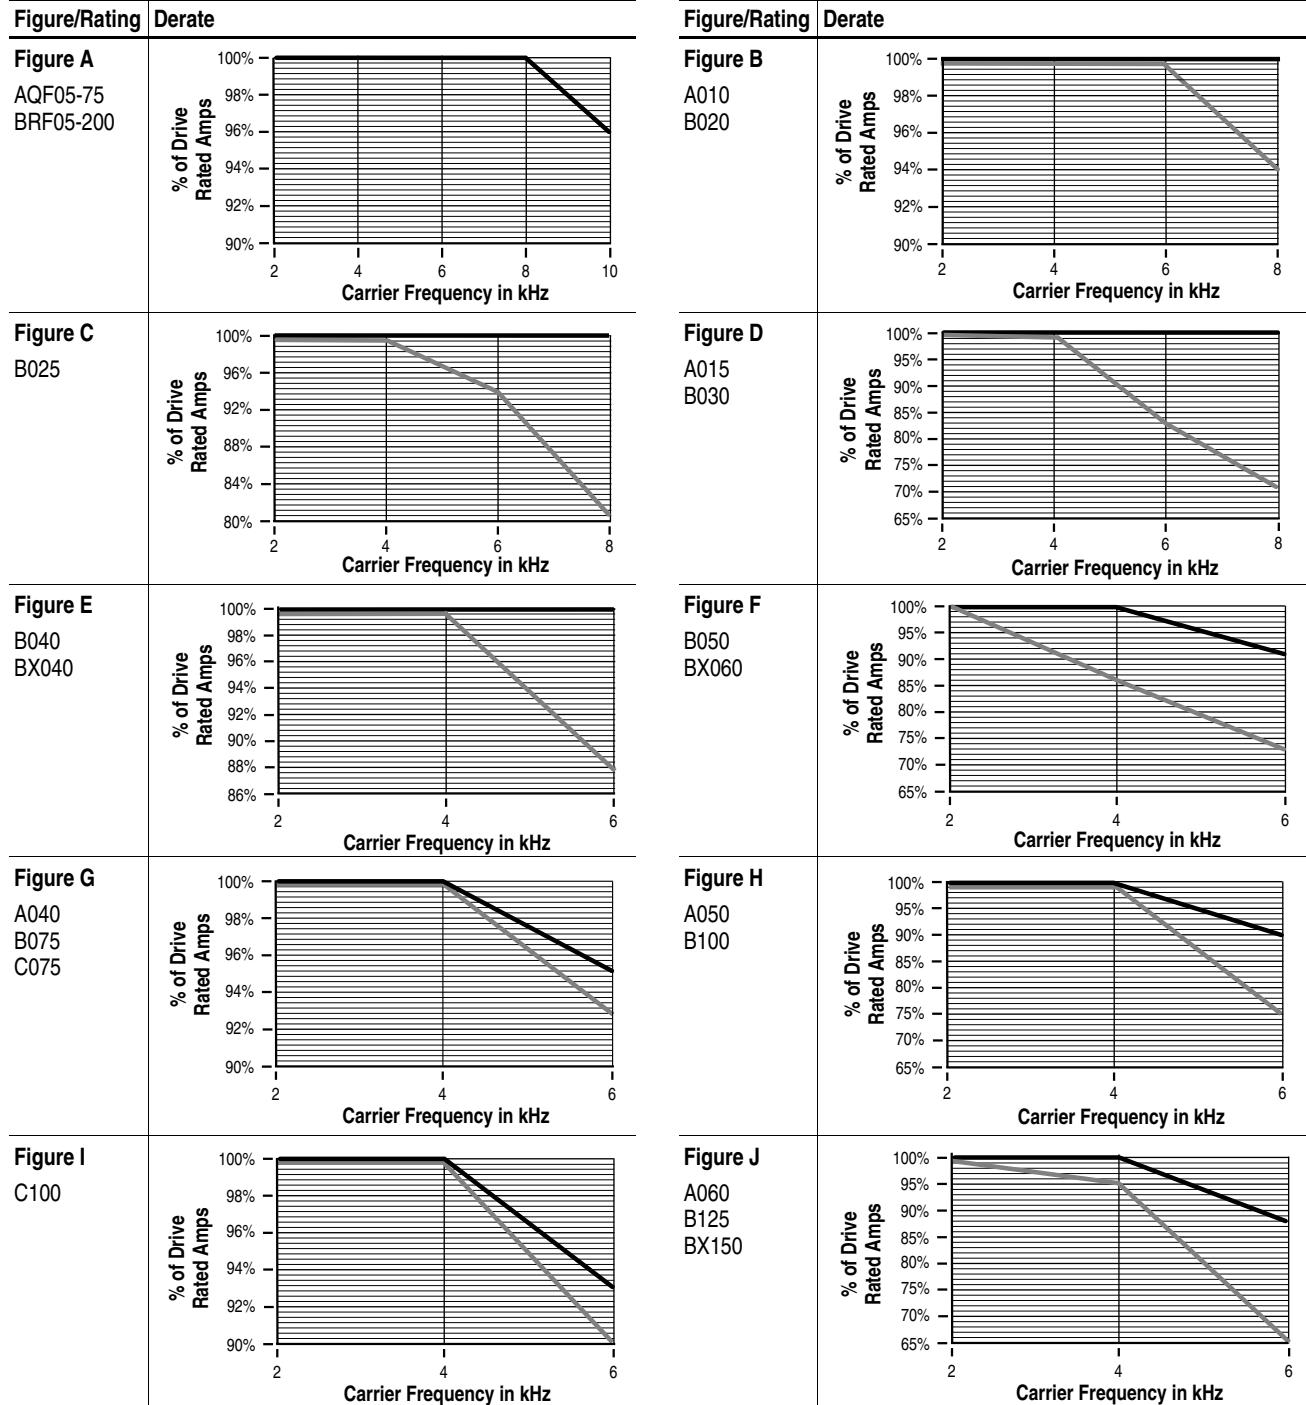 Figure/Rating Derate
Figure A
AQF05-75
BRF05-200
% of Drive
Rated Amps
100%
98%
96%
94%
92%
90%
2 4 6 8 10
Carrier Frequency in kHz
Figure/Rating Derate
Figure B
A010
B020
% of Drive
Rated Amps
100%
98%
96%
94%
92%
90%
2 4 6 8
Carrier Frequency in kHz
Figure C
B025
% of Drive
Rated Amps
100%
96%
92%
88%
84%
80%
2 4 6 8
Carrier Frequency in kHz
Figure D
A015
B030
% of Drive
Rated Amps
100%
95%
90%
85%
80%
75%
70%
65%
2 4 6 8
Carrier Frequency in kHz
Figure E
B040
BX040
% of Drive
Rated Amps
100%
98%
96%
94%
92%
90%
88%
86%
2 4 6
Carrier Frequency in kHz
Figure F
B050
BX060
% of Drive
Rated Amps
100%
95%
90%
85%
80%
75%
70%
65%
2 4 6
Carrier Frequency in kHz
Figure G
A040
B075
C075
% of Drive
Rated Amps
100%
98%
96%
94%
92%
90%
2 4 6
Carrier Frequency in kHz
Figure H
A050
B100
% of Drive
Rated Amps
100%
95%
90%
85%
80%
75%
70%
65%
2 4 6
Carrier Frequency in kHz
Figure I
C100
% of Drive
Rated Amps
100%
98%
96%
94%
92%
90%
2 4 6
Carrier Frequency in kHz
Figure J
A060
B125
BX150
% of Drive
Rated Amps
100%
95%
90%
85%
80%
75%
70%
65%
2 4 6
Carrier Frequency in kHz